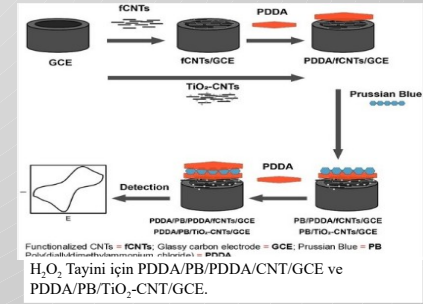 fCNTs
PDDA
GCE
fCNTs/GCE
PDDA/fCNTs/GCE
TiO₂-CNTs
Prussian Blue
PDDA
Detection
I
E
PDDA/PB/PDDA/fCNTs/GCE
PDDA/PB/TiO₂-CNTs/GCE
PB/PDDA/fCNTs/GCE
PB/TiO₂-CNTs/GCE
Functionalized CNTs = fCNTs; Glassy carbon electrode = GCE; Prussian Blue = PB
Poly(diallyldimethylammonium chloride) = PDDA
H₂O₂ Tayini için PDDA/PB/PDDA/CNT/GCE ve
PDDA/PB/TiO₂-CNT/GCE.